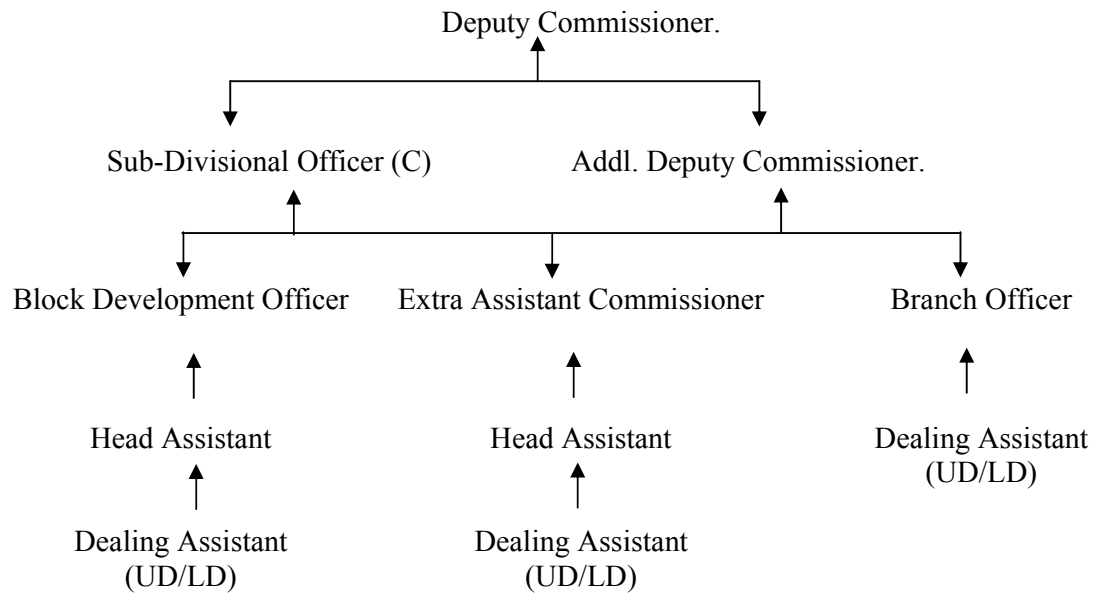 Deputy Commissioner.
Sub-Divisional Officer (C)
Addl. Deputy Commissioner.
Block Development Officer
Extra Assistant Commissioner
Branch Officer
Head Assistant
Head Assistant
Dealing Assistant
(UD/LD)
Dealing Assistant
(UD/LD)
Dealing Assistant
(UD/LD)